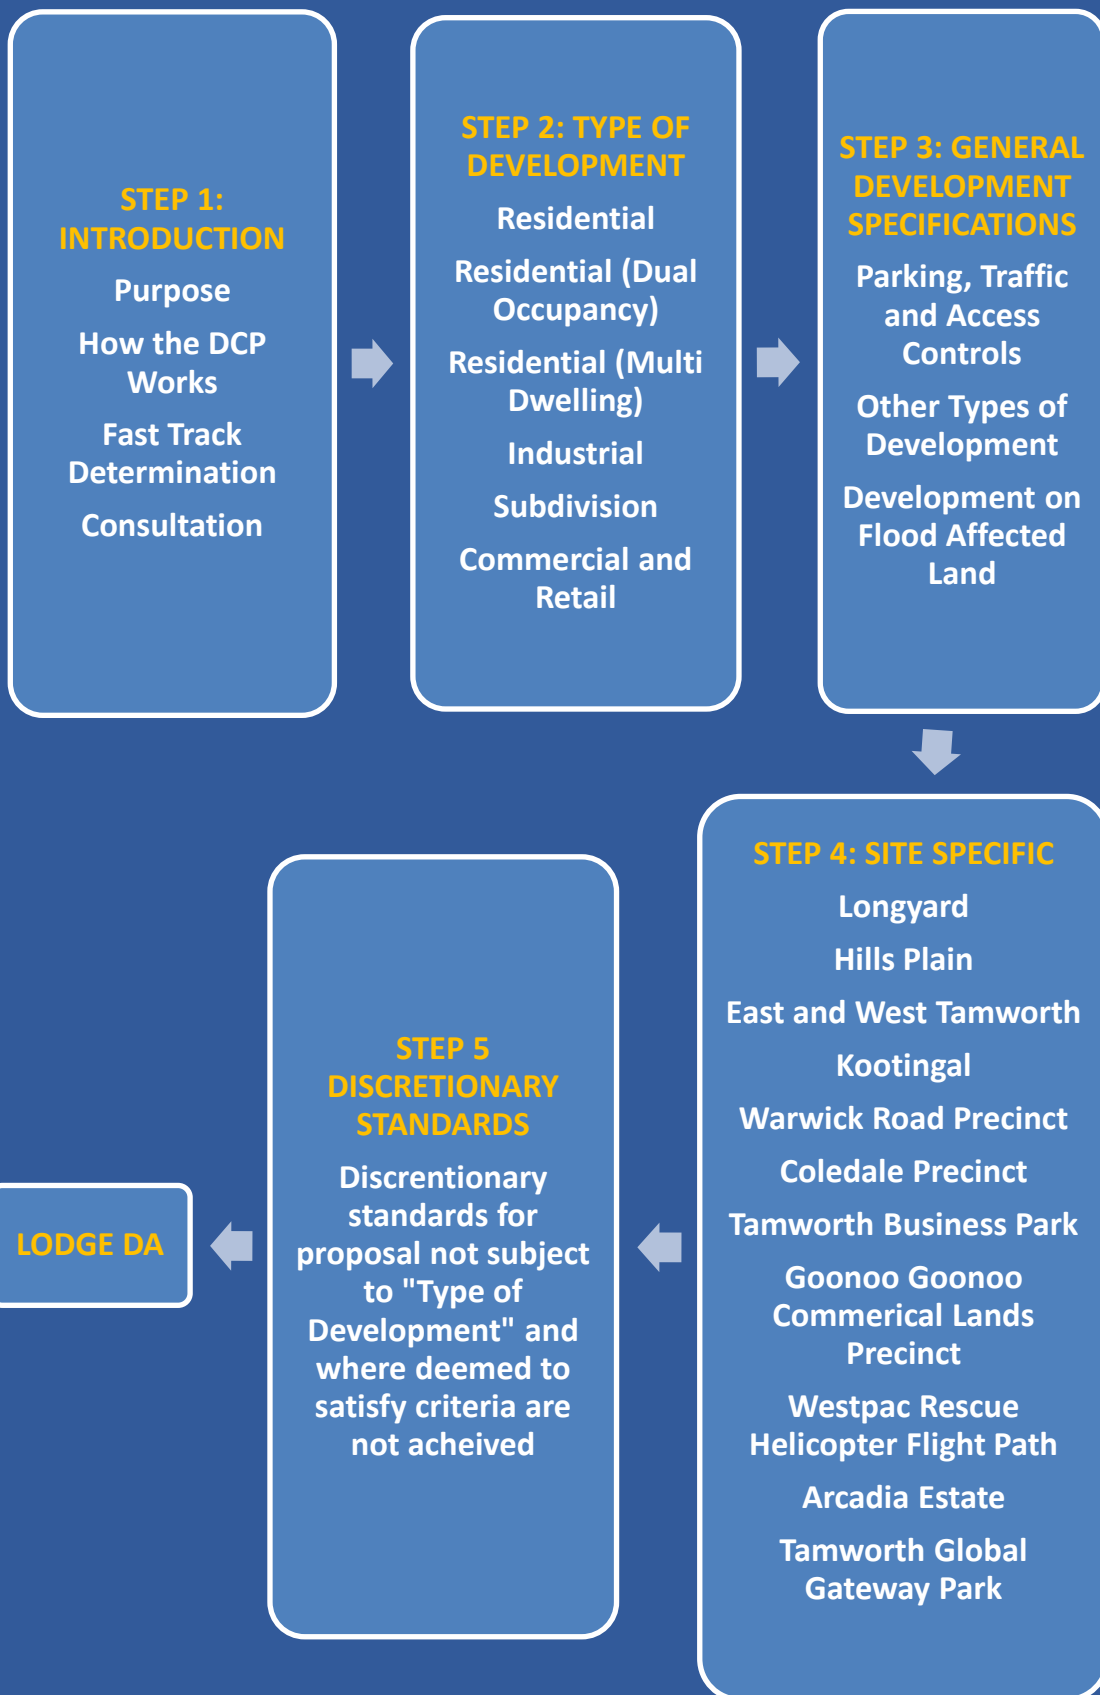 STEP 1:
INTRODUCTION
Purpose
How the DCP
Works
Fast Track
Determination
Consultation
STEP 2: TYPE OF
DEVELOPMENT
Residential
Residential (Dual
Occupancy)
Residential (Multi
Dwelling)
Industrial
Subdivision
Commercial and
Retail
STEP 3: GENERAL
DEVELOPMENT
SPECIFICATIONS
Parking, Traffic
and Access
Controls
Other Types of
Development
Development on
Flood Affected
Land
STEP 4: SITE SPECIFIC
Longyard
Hills Plain
East and West Tamworth
Kootingal
Warwick Road Precinct
Coledale Precinct
Tamworth Business Park
Goonoo Goonoo
Commerical Lands
Precinct
Westpac Rescue
Helicopter Flight Path
Arcadia Estate
Tamworth Global
Gateway Park
STEP 5
DISCRETIONARY
STANDARDS
Discrentionary
standards for
proposal not subject
to "Type of
Development" and
where deemed to
satisfy criteria are
not acheived
LODGE DA